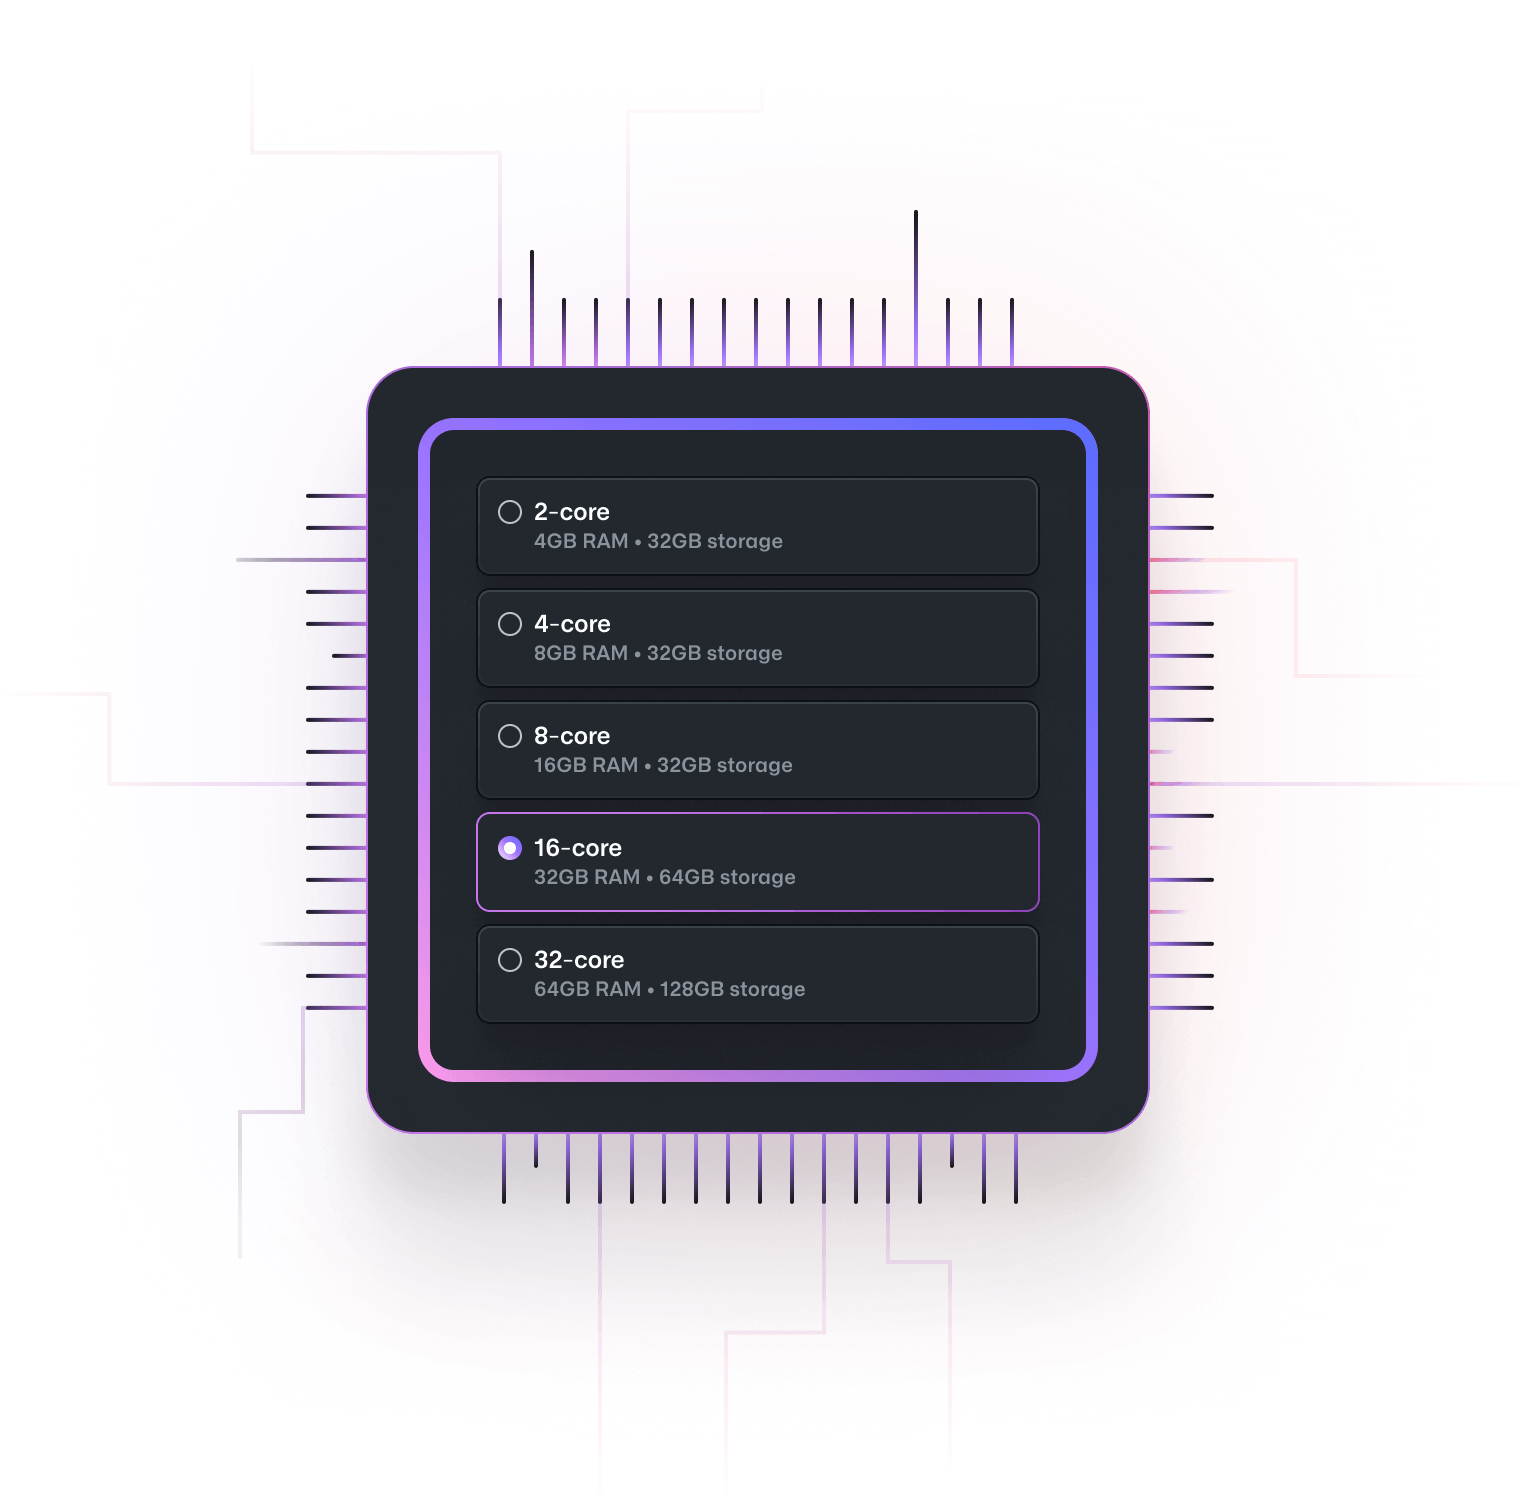 2-core
4GB RAM • 32GB storage
4-core
8GB RAM • 32GB storage
8-core
16GB RAM • 32GB storage
16-core
32GB RAM • 64GB storage
32-core
64GB RAM • 128GB storage